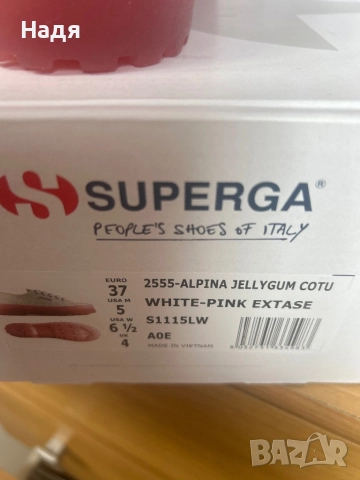 Надя
SUPERGA®
PEOPLE'S SHOES OF ITALY
EURO
37
USA M
5
USA W
6 ½
UK
4
2555-ALPINA JELLYGUM COTU
WHITE-PINK EXTASE
S1115LW
A0E
MADE IN VIETNAM
BAZAR